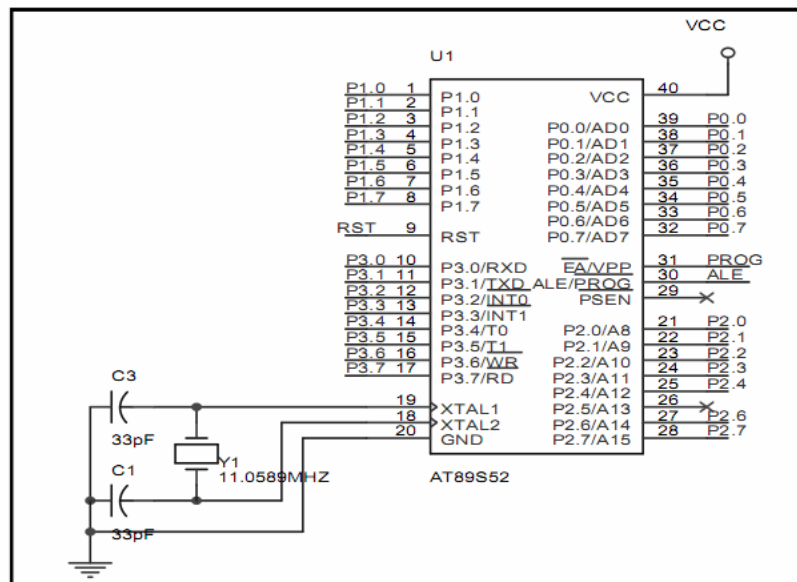 VCC
U1
P1.0 1 P1.0 VCC 40
P1.1 2 P1.1
P1.2 3 P1.2 P0.0/AD0 39 P0.0
P1.3 4 P1.3 P0.1/AD1 38 P0.1
P1.4 5 P1.4 P0.2/AD2 37 P0.2
P1.5 6 P1.5 P0.3/AD3 36 P0.3
P1.6 7 P1.6 P0.4/AD4 35 P0.4
P1.7 8 P1.7 P0.5/AD5 34 P0.5
P0.6/AD6 33 P0.6
RST 9 RST P0.7/AD7 32 P0.7
P3.0 10 P3.0/RXD EA/VPP 31 PROG
P3.1 11 P3.1/TXD ALE/PROG 30 ALE
P3.2 12 P3.2/INT0 PSEN 29
P3.3 13 P3.3/INT1
P3.4 14 P3.4/T0 P2.0/A8 21 P2.0
P3.5 15 P3.5/T1 P2.1/A9 22 P2.1
P3.6 16 P3.6/WR P2.2/A10 23 P2.2
P3.7 17 P3.7/RD P2.3/A11 24 P2.3
P2.4/A12 25 P2.4
C3 19 XTAL1 P2.5/A13 26
18 XTAL2 P2.6/A14 27 P2.6
33pF 20 GND P2.7/A15 28 P2.7
Y1
C1 11.0589MHZ AT89S52
33pF